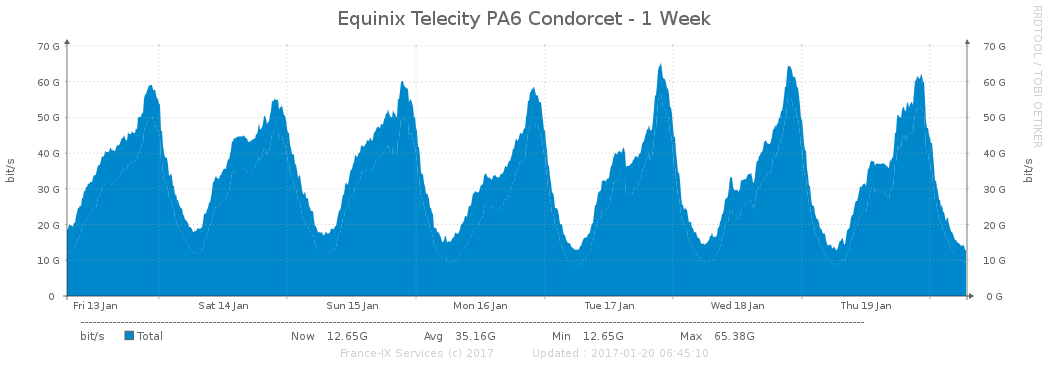 Equinix Telecity PA6 Condorcet - 1 Week
RRDTOOL / TOBI OETIKER
bit/s
bit/s
70 G 70 G
60 G 60 G
50 G 50 G
40 G 40 G
30 G 30 G
20 G 20 G
10 G 10 G
0 0 G
Fri 13 Jan Sat 14 Jan Sun 15 Jan Mon 16 Jan Tue 17 Jan Wed 18 Jan Thu 19 Jan
bit/s Total Now 12.65G Avg 35.16G Min 12.65G Max 65.38G
France-IX Services (c) 2017 Updated : 2017-01-20 06:45:10